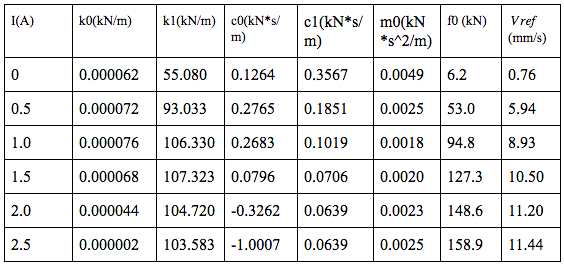 I(A) k0(kN/m) k1(kN/m) c0(kN*s/m) c1(kN*s/m) m0(kN*s^2/m) f0 (kN) Vref (mm/s)
0 0.000062 55.080 0.1264 0.3567 0.0049 6.2 0.76
0.5 0.000072 93.033 0.2765 0.1851 0.0025 53.0 5.94
1.0 0.000076 106.330 0.2683 0.1019 0.0018 94.8 8.93
1.5 0.000068 107.323 0.0796 0.0706 0.0020 127.3 10.50
2.0 0.000044 104.720 -0.3262 0.0639 0.0023 148.6 11.20
2.5 0.000002 103.583 -1.0007 0.0639 0.0025 158.9 11.44